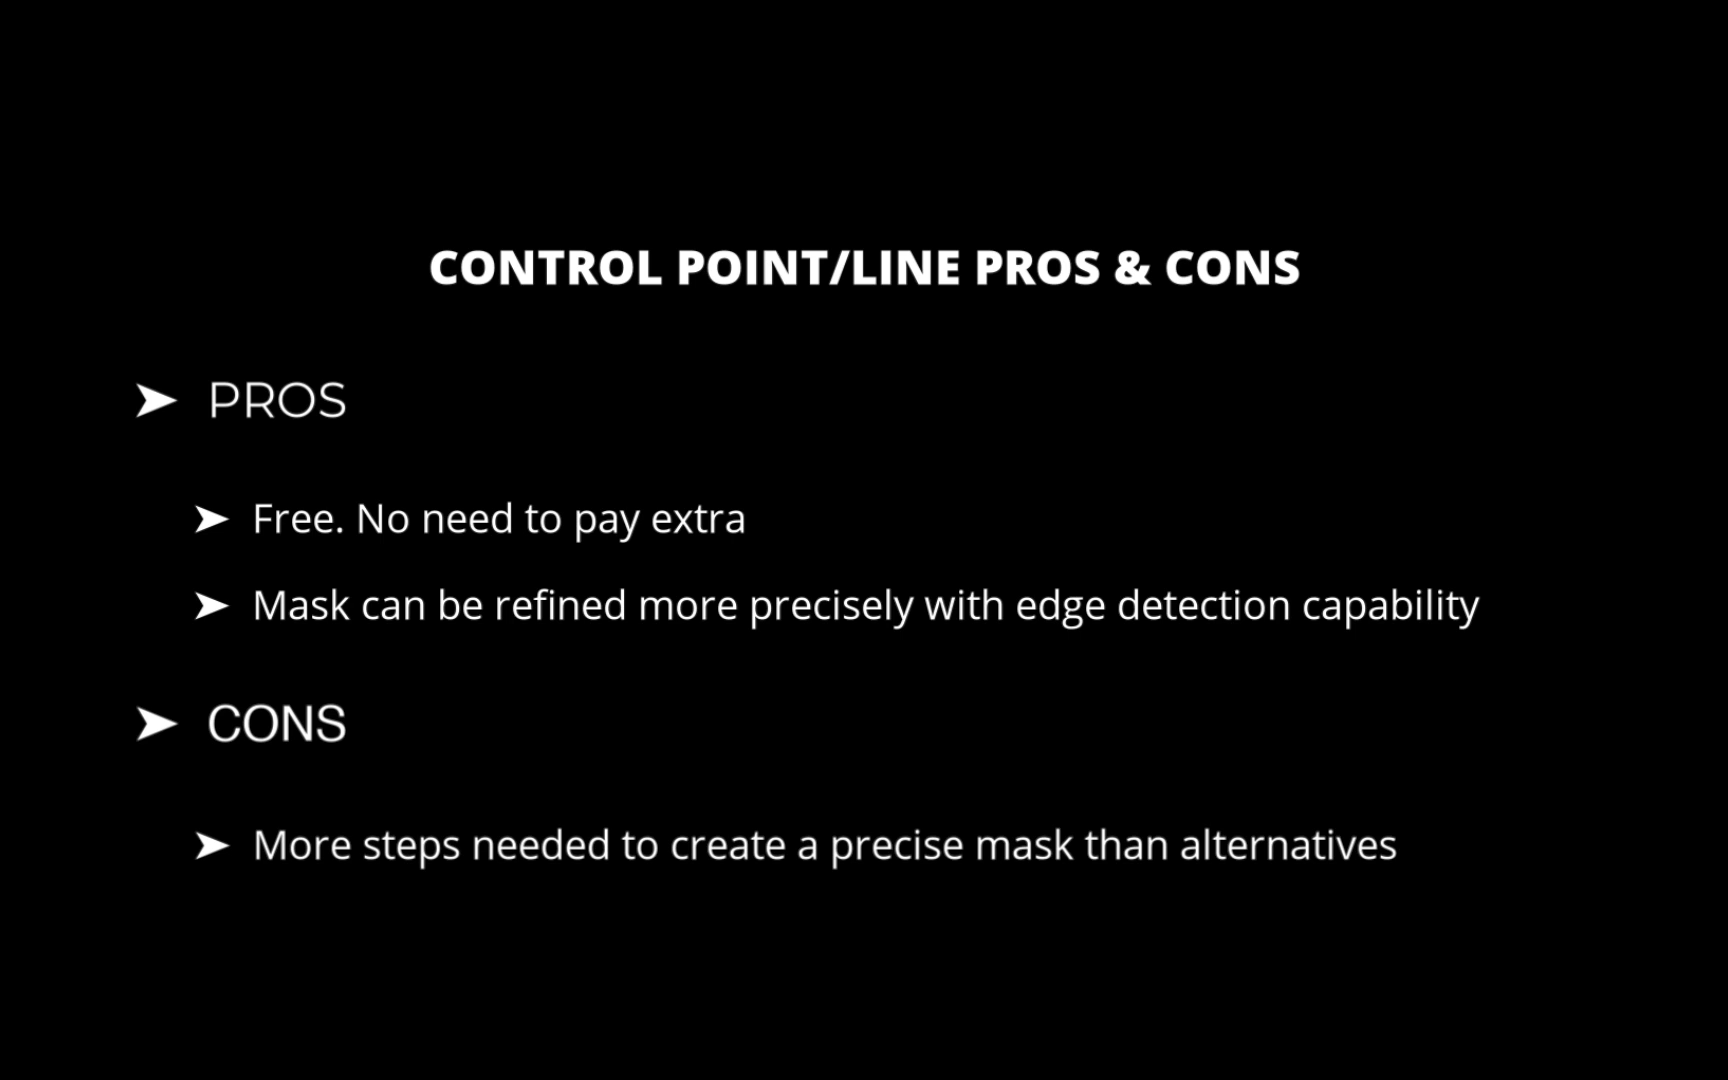 CONTROL POINT/LINE PROS & CONS
➤ PROS
➤ Free. No need to pay extra
➤ Mask can be refined more precisely with edge detection capability
➤ CONS
➤ More steps needed to create a precise mask than alternatives